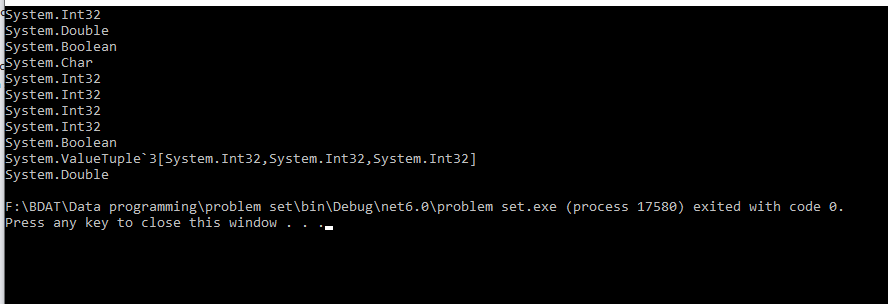 System.Int32
System.Double
System.Boolean
System.Char
System.Int32
System.Int32
System.Int32
System.Int32
System.Boolean
System.ValueTuple`3[System.Int32,System.Int32,System.Int32]
System.Double
F:\BDAT\Data programming\problem set\bin\Debug\net6.0\problem set.exe (process 17580) exited with code 0.
Press any key to close this window . . .